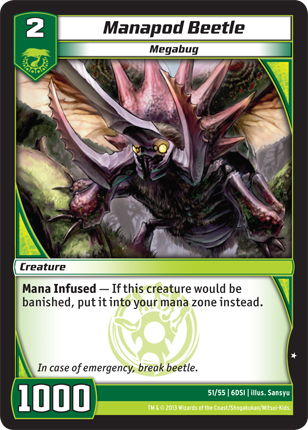 2
Manapod Beetle
Megabug
Creature
Mana Infused — If this creature would be
banished, put it into your mana zone instead.
In case of emergency, break beetle.
1000
51/55 | 6DSI | illus. Sansyu
TM & © 2013 Wizards of the Coast/Shogakukan/Mitsui-Kids.